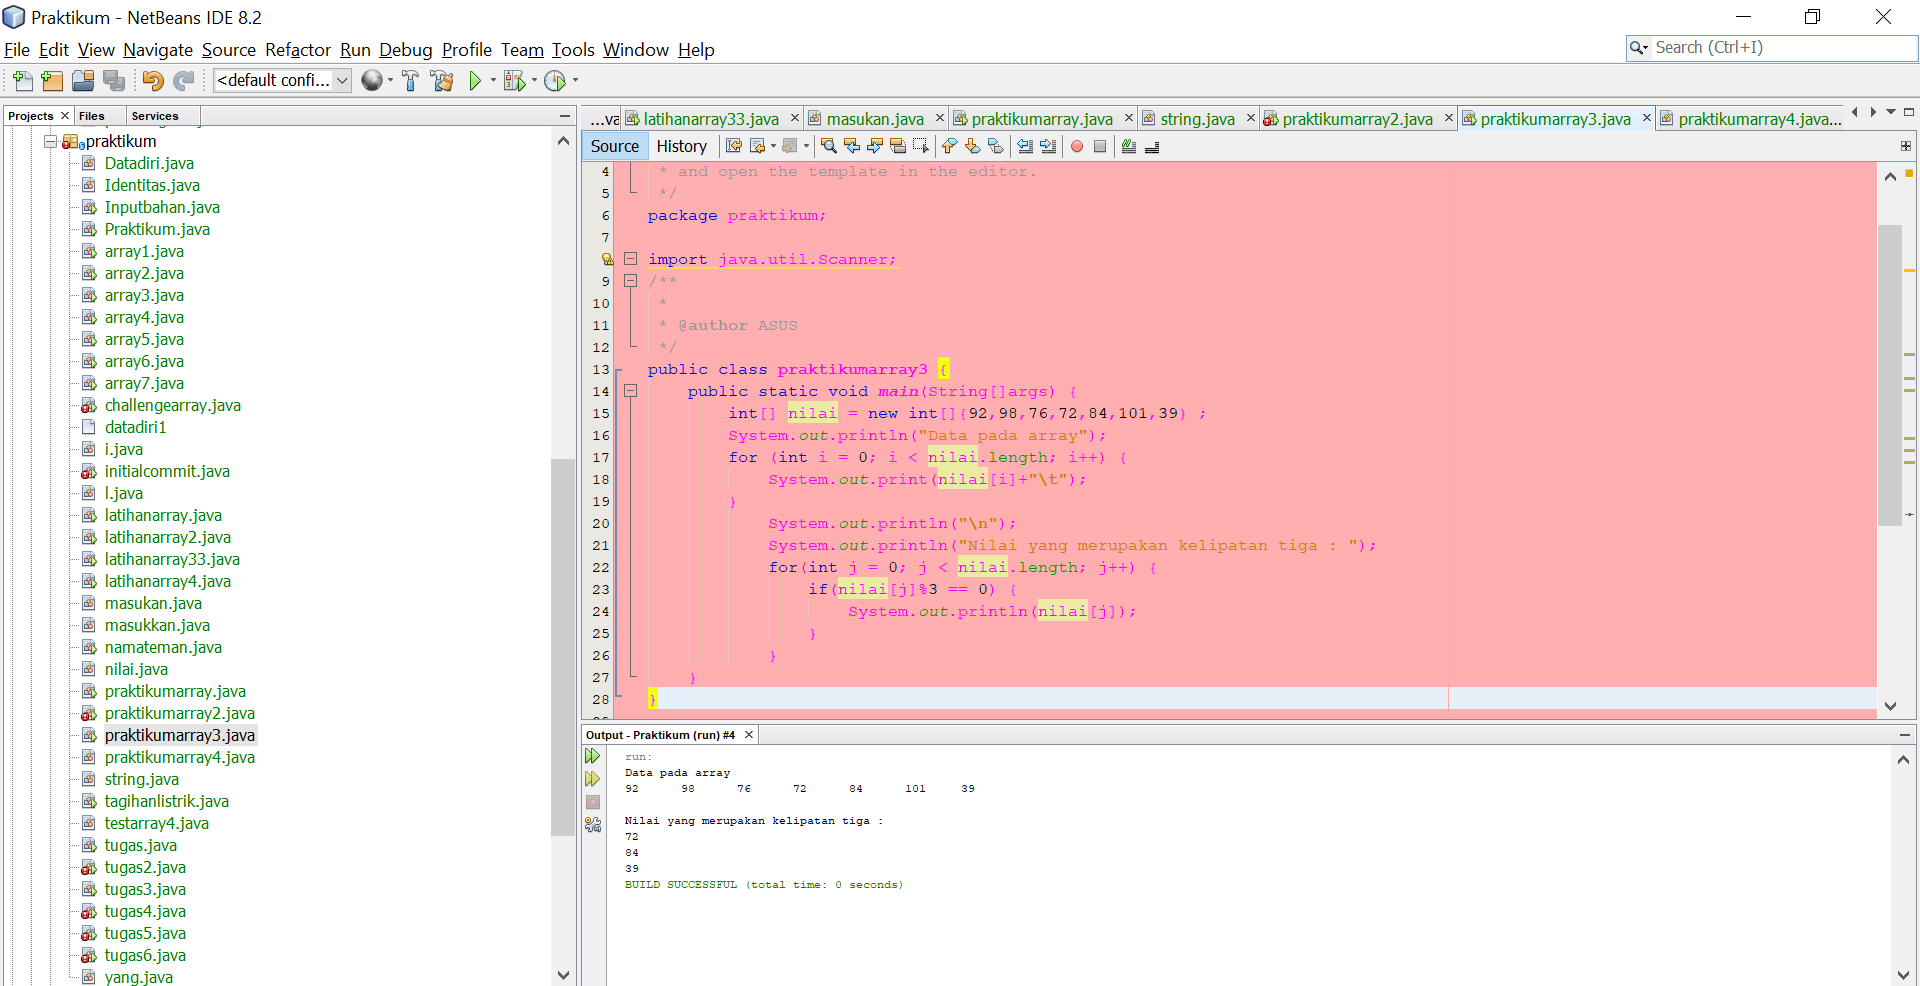 Praktikum - NetBeans IDE 8.2
File Edit View Navigate Source Refactor Run Debug Profile Team Tools Window Help
Search (Ctrl+I)
<default confi...
Projects Files Services
praktikum
Datadiri.java
Identitas.java
Inputbahan.java
Praktikum.java
array1.java
array2.java
array3.java
array4.java
array5.java
array6.java
array7.java
challengearray.java
datadiri1
i.java
initialcommit.java
l.java
latihanarray.java
latihanarray2.java
latihanarray33.java
latihanarray4.java
masukan.java
masukkan.java
namateman.java
nilai.java
praktikumarray.java
praktikumarray2.java
praktikumarray3.java
praktikumarray4.java
string.java
tagihanlistrik.java
testarray4.java
tugas.java
tugas2.java
tugas3.java
tugas4.java
tugas5.java
tugas6.java
yang.java
...va latihanarray33.java masukan.java praktikumarray.java string.java praktikumarray2.java praktikumarray3.java praktikumarray4.java...
Source History
4 * and open the template in the editor.
5 */
6 package praktikum;
7
import java.util.Scanner;
9 /**
10 *
11 * @author ASUS
12 */
13 public class praktikumarray3 {
14 public static void main(String[]args) {
15 int[] nilai = new int[]{92,98,76,72,84,101,39} ;
16 System.out.println("Data pada array");
17 for (int i = 0; i < nilai.length; i++) {
18 System.out.print(nilai[i]+"\t");
19 }
20 System.out.println("\n");
21 System.out.println("Nilai yang merupakan kelipatan tiga : ");
22 for(int j = 0; j < nilai.length; j++) {
23 if(nilai[j]%3 == 0) {
24 System.out.println(nilai[j]);
25 }
26 }
27 }
28 }
Output - Praktikum (run) #4
run:
Data pada array
92 98 76 72 84 101 39
Nilai yang merupakan kelipatan tiga :
72
84
39
BUILD SUCCESSFUL (total time: 0 seconds)